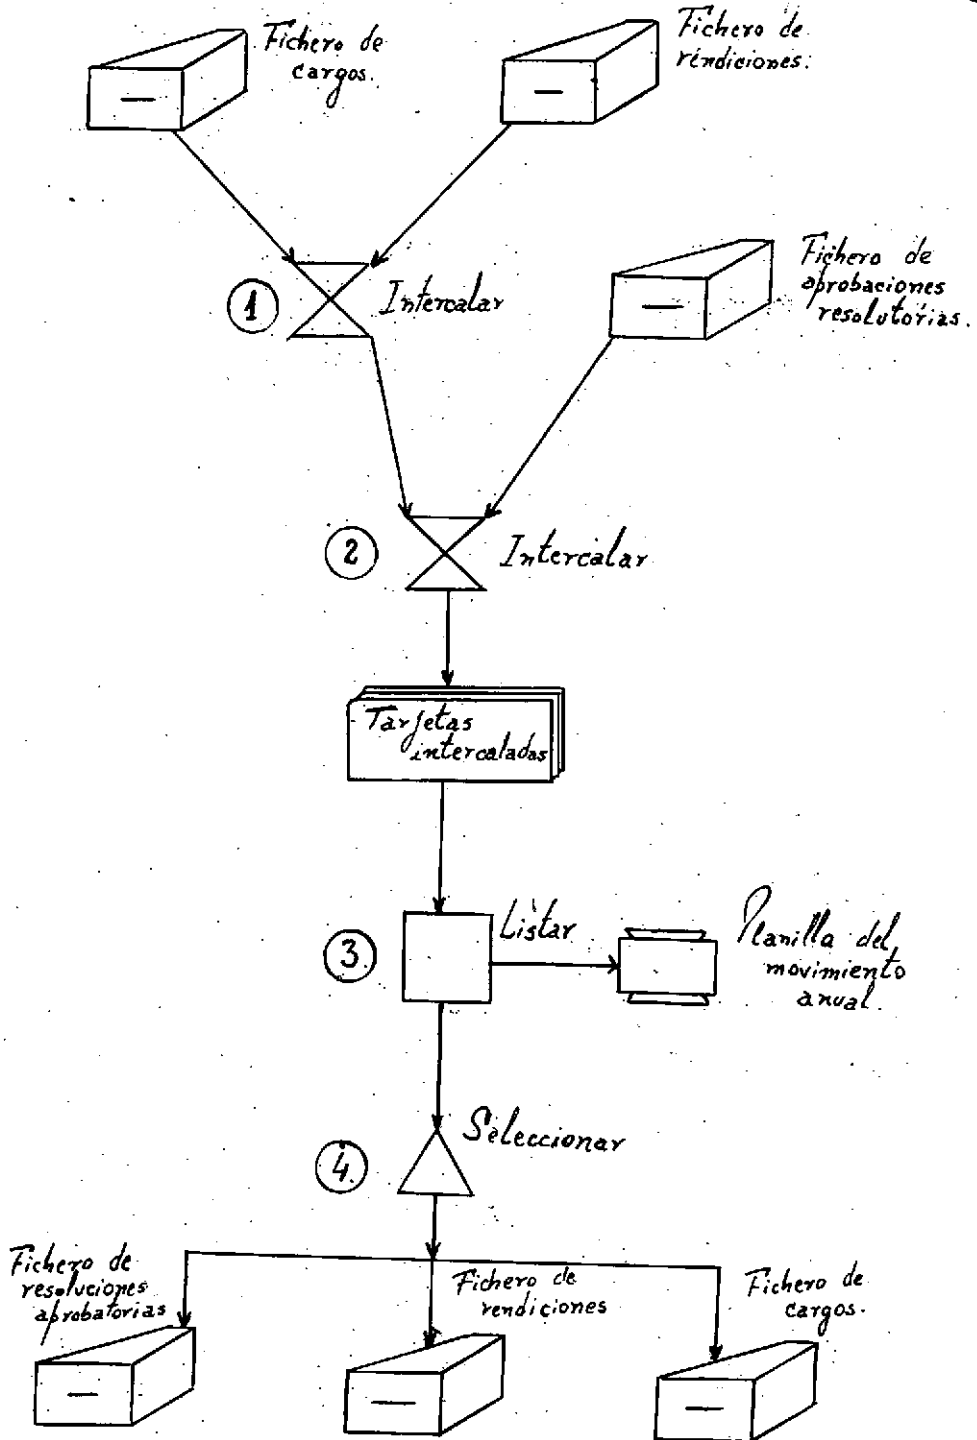 Fichero de
cargos.
Fichero de
rendiciones.
Fichero de
aprobaciones
resolutorias.
1
Intercalar
2
Intercalar
Tarjetas
intercaladas
3
Listar
Planilla del
movimiento
anual.
4.
Seleccionar
Fichero de
resoluciones
aprobatorias
Fichero de
rendiciones
Fichero de
cargos.